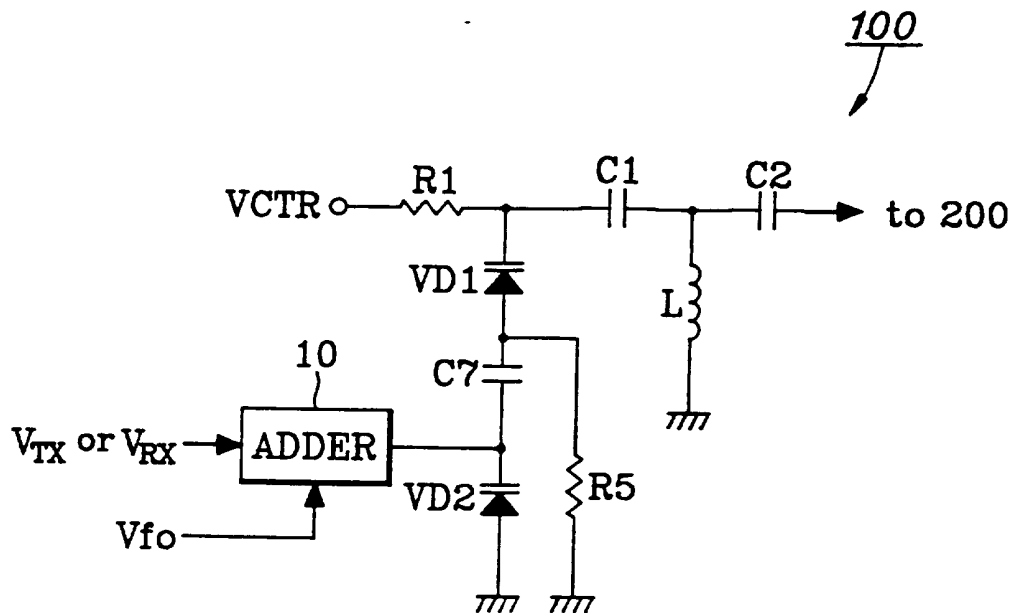 100
C1
C2
R1
VCTR
to 200
VD1
L
10
C7
VTX or VRX
ADDER
VD2
R5
Vfo